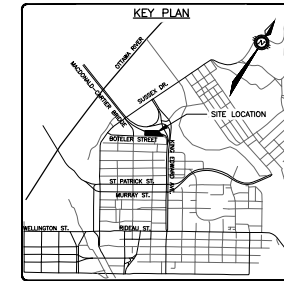 KEY PLAN
OTTAWA RIVER
MACDONALD-CARTIER BRIDGE
SUSSEX DR.
N
SITE LOCATION
BOTELER STREET
KING EDWARD AVE.
ST. PATRICK ST.
MURRAY ST.
WELLINGTON ST.
RIDEAU ST.